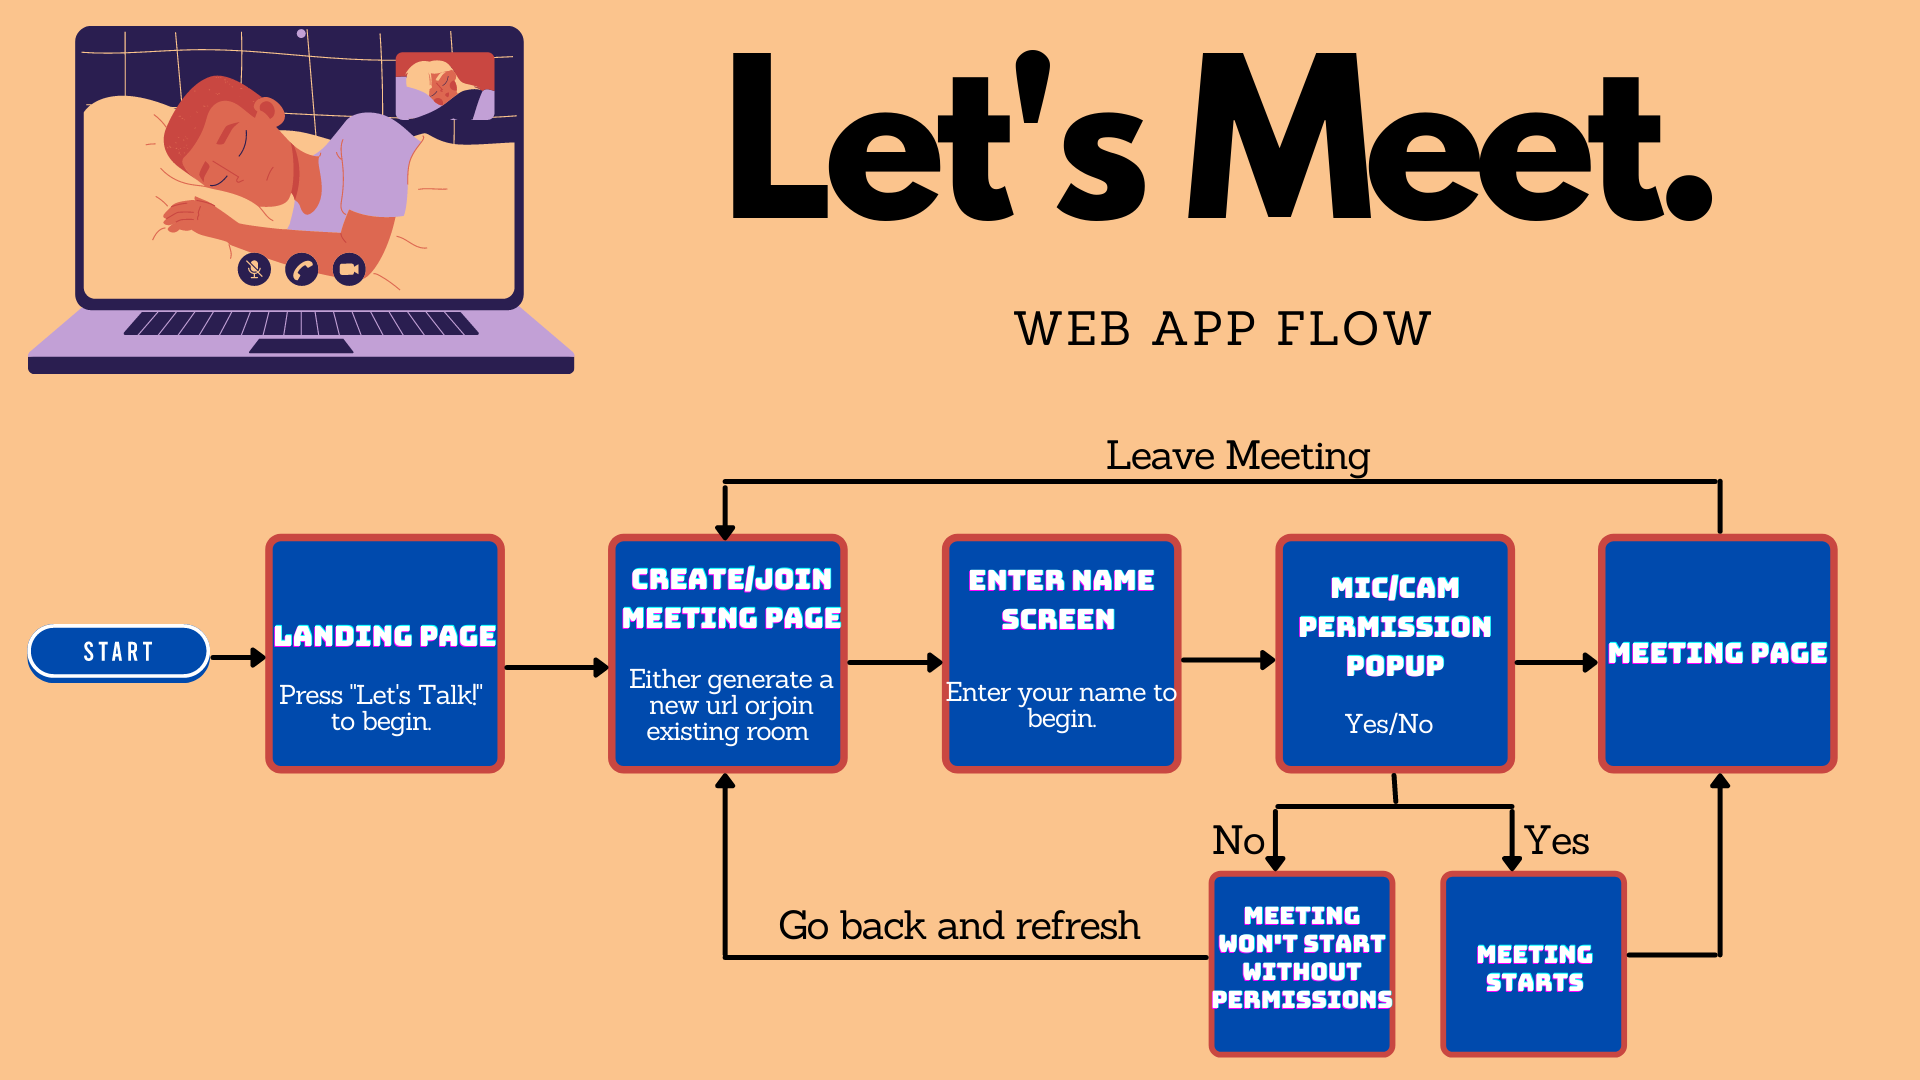 Let's Meet.
WEB APP FLOW
Leave Meeting
START
LANDING PAGE
Press "Let's Talk!"
to begin.
CREATE/JOIN
MEETING PAGE
Either generate a
new url orjoin
existing room
ENTER NAME
SCREEN
Enter your name to
begin.
MIC/CAM
PERMISSION
POPUP
Yes/No
MEETING PAGE
No
Yes
Go back and refresh
MEETING
WON'T START
WITHOUT
PERMISSIONS
MEETING
STARTS